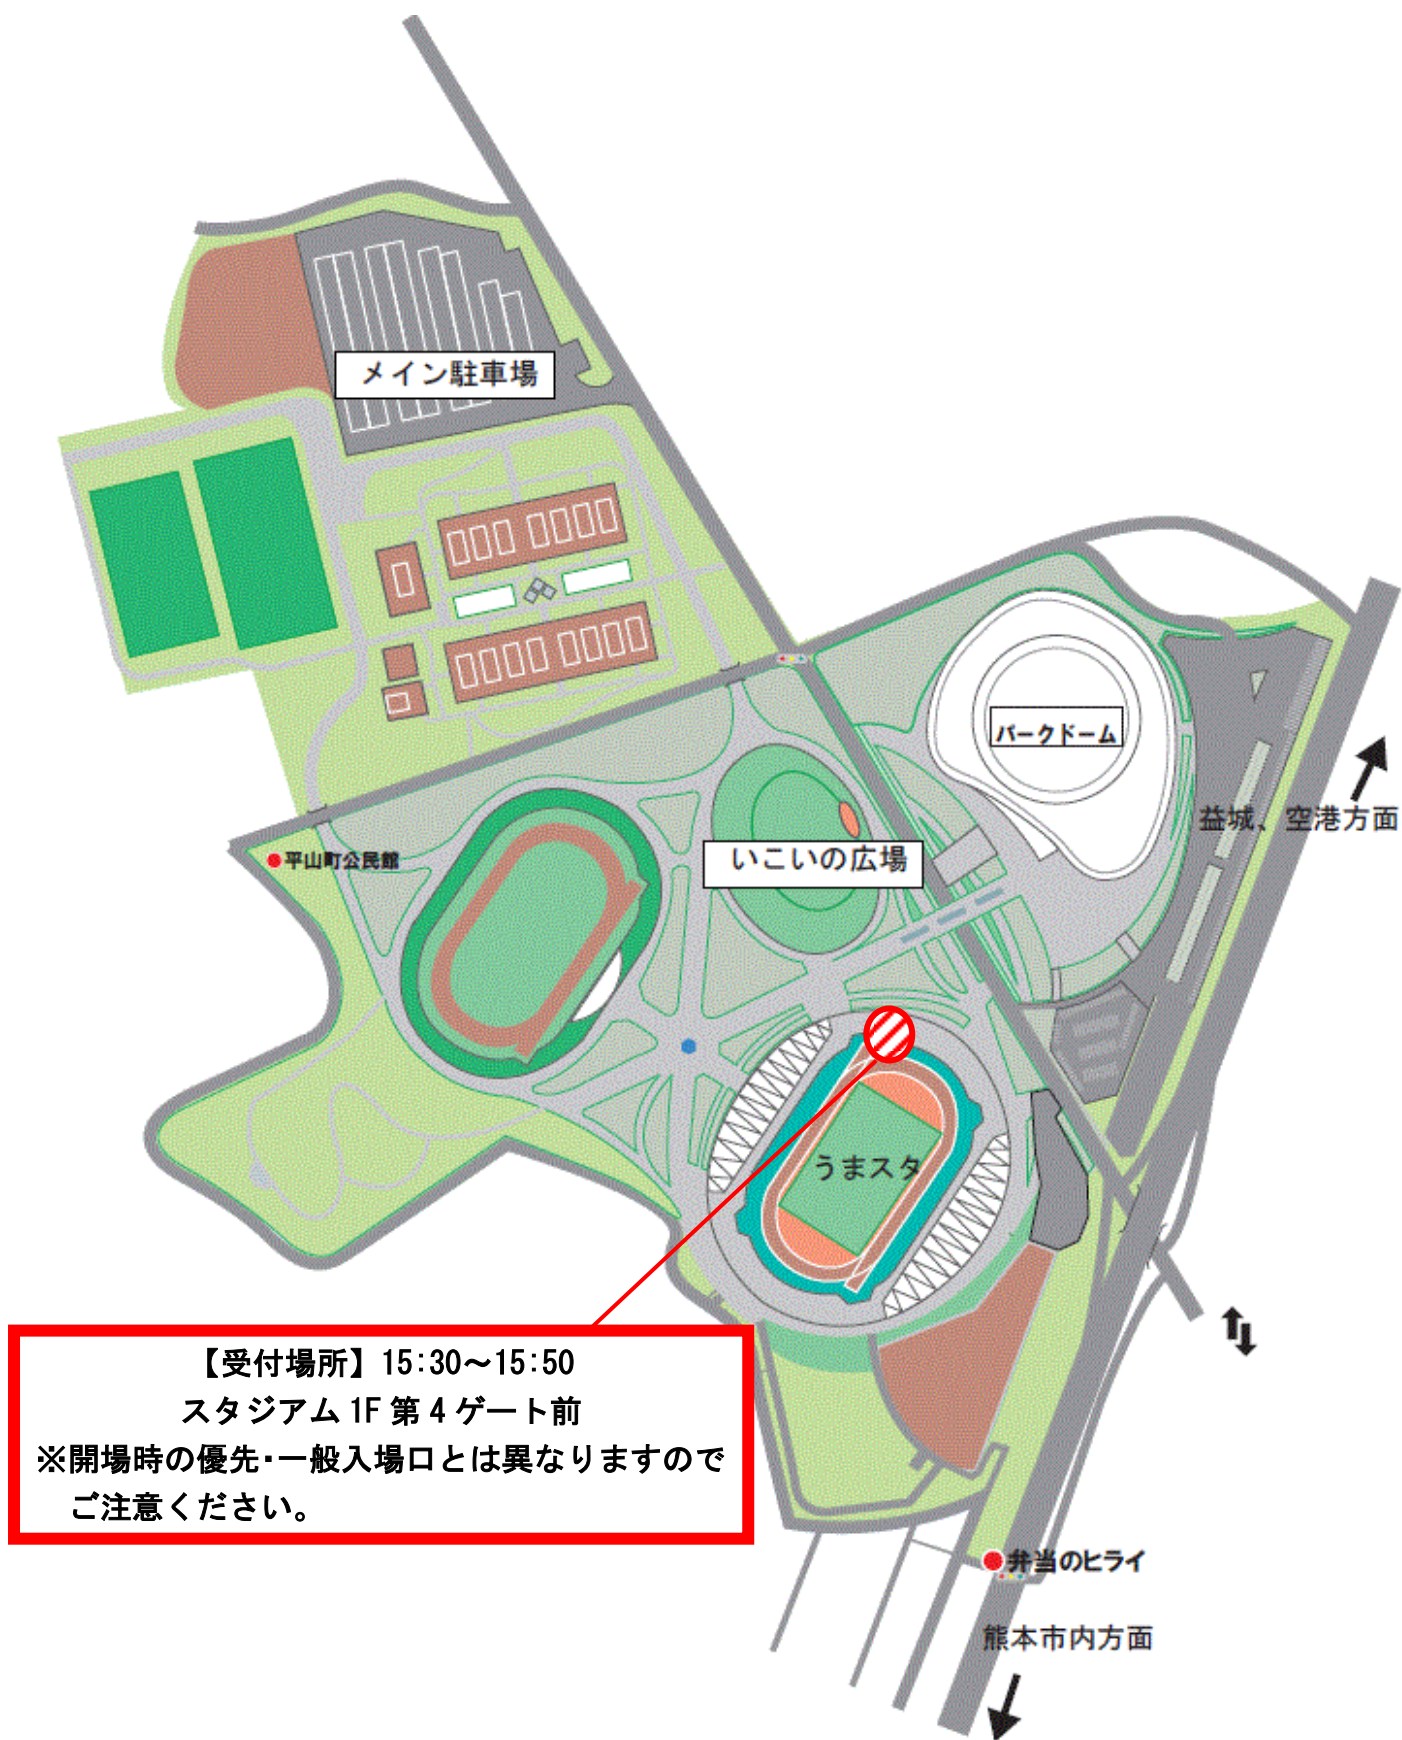 メイン駐車場
パークドーム
益城、空港方面
平山町公民館
いこいの広場
うまスタ
【受付場所】15:30～15:50
スタジアム 1F 第 4 ゲート前
※開場時の優先・一般入場口とは異なりますので
ご注意ください。
弁当のヒライ
熊本市内方面